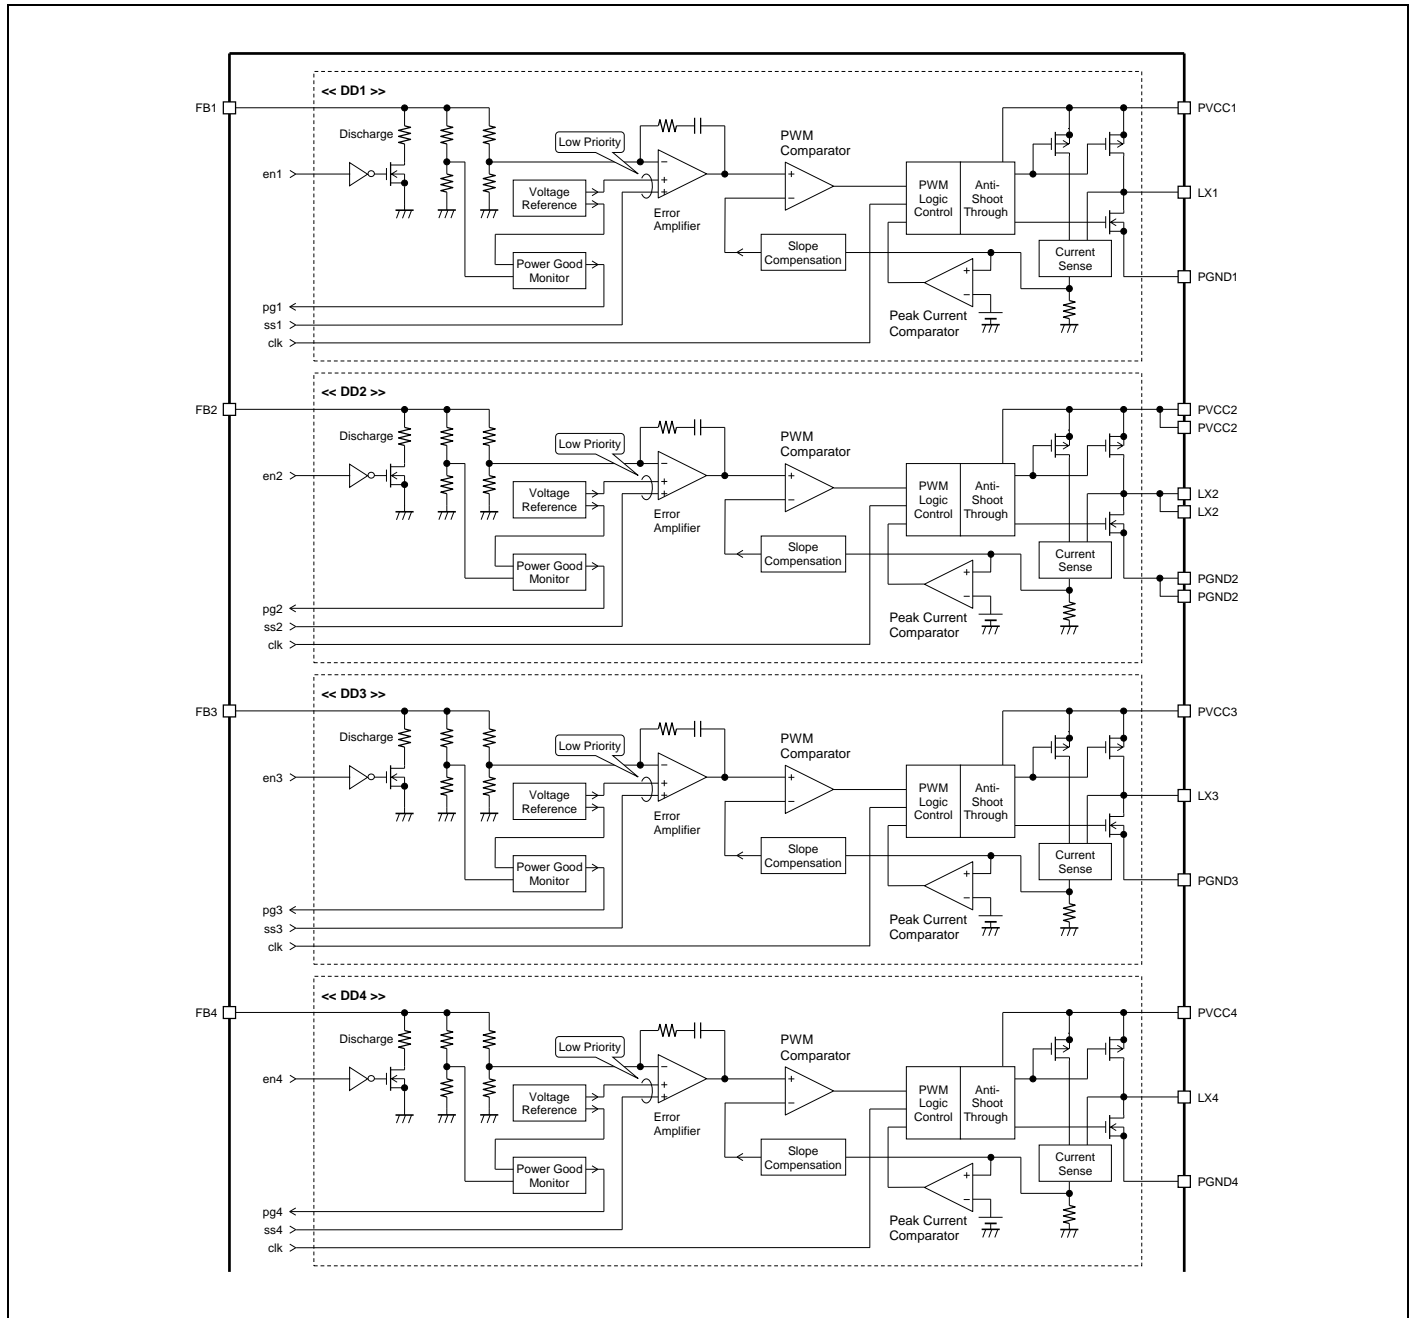 << DD1 >>
FB1
PVCC1
Discharge
Low Priority
PWM
Comparator
en1
Voltage
Reference
Error
Amplifier
PWM
Logic
Control
Anti-
Shoot
Through
LX1
Slope
Compensation
Current
Sense
Power Good
Monitor
PGND1
Peak Current
Comparator
pg1
ss1
clk
<< DD2 >>
FB2
PVCC2
PVCC2
Discharge
Low Priority
PWM
Comparator
en2
Voltage
Reference
Error
Amplifier
PWM
Logic
Control
Anti-
Shoot
Through
LX2
LX2
Slope
Compensation
Current
Sense
Power Good
Monitor
PGND2
PGND2
Peak Current
Comparator
pg2
ss2
clk
<< DD3 >>
FB3
PVCC3
Discharge
Low Priority
PWM
Comparator
en3
Voltage
Reference
Error
Amplifier
PWM
Logic
Control
Anti-
Shoot
Through
LX3
Slope
Compensation
Current
Sense
Power Good
Monitor
PGND3
Peak Current
Comparator
pg3
ss3
clk
<< DD4 >>
FB4
PVCC4
Discharge
Low Priority
PWM
Comparator
en4
Voltage
Reference
Error
Amplifier
PWM
Logic
Control
Anti-
Shoot
Through
LX4
Slope
Compensation
Current
Sense
Power Good
Monitor
PGND4
Peak Current
Comparator
pg4
ss4
clk